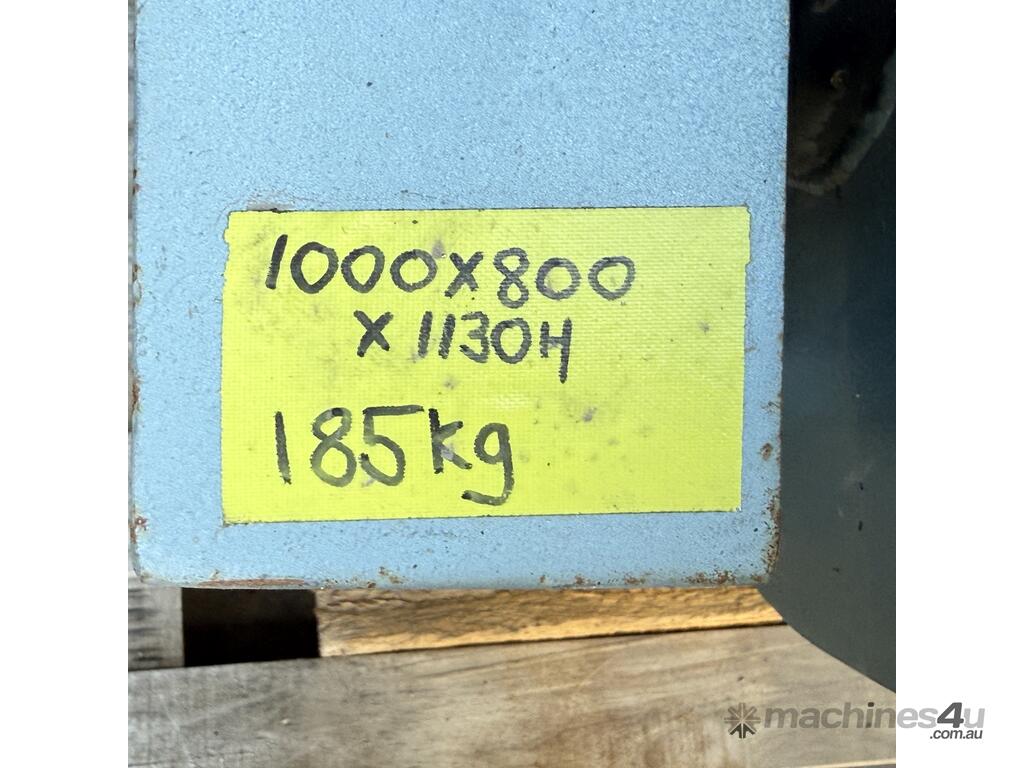 1000X800
X 1130H
185kg
machines4u
.com.au